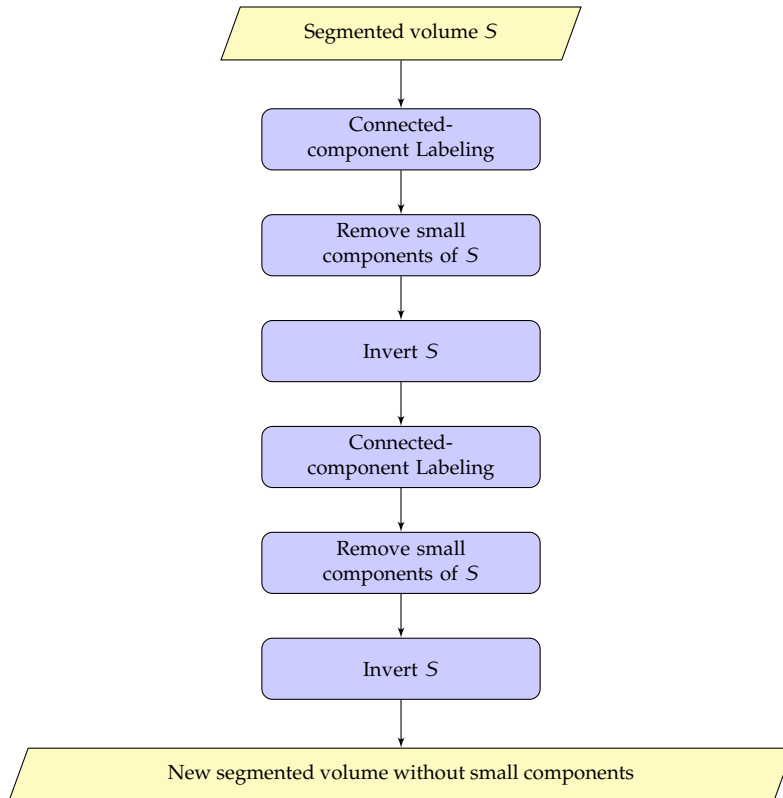 Segmented volume S
Connected-
component Labeling
Remove small
components of S
Invert S
Connected-
component Labeling
Remove small
components of S
Invert S
New segmented volume without small components